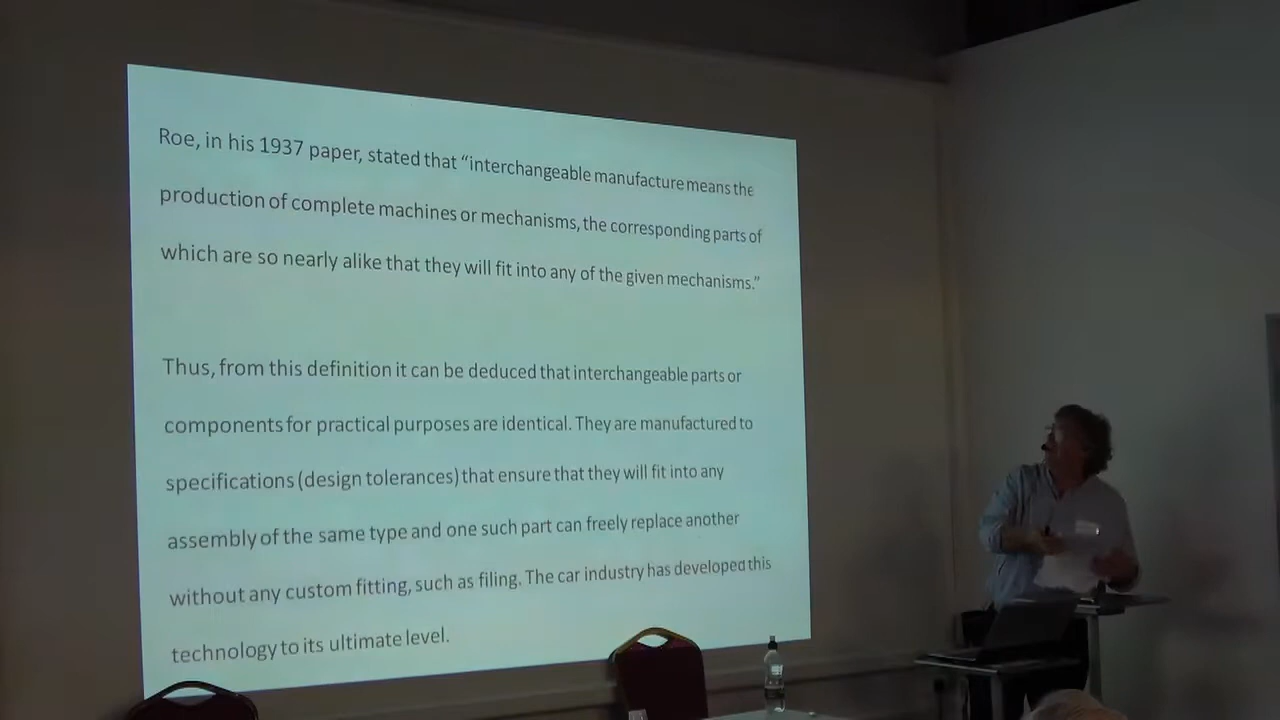 Roe, in his 1937 paper, stated that “interchangeable manufacture means the
production of complete machines or mechanisms, the corresponding parts of
which are so nearly alike that they will fit into any of the given mechanisms.”
Thus, from this definition it can be deduced that interchangeable parts or
components for practical purposes are identical. They are manufactured to
specifications (design tolerances) that ensure that they will fit into any
assembly of the same type and one such part can freely replace another
without any custom fitting, such as filing. The car industry has developed this
technology to its ultimate level.